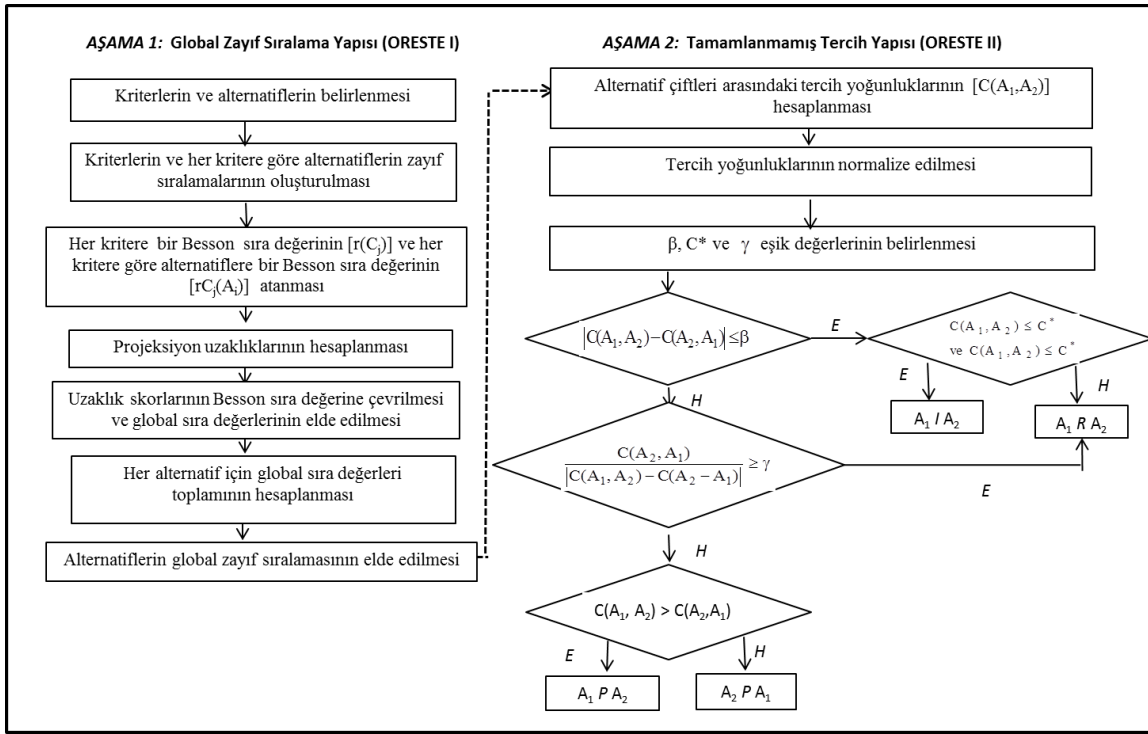 AŞAMA 1: Global Zayıf Sıralama Yapısı (ORESTE I)
Kriterlerin ve alternatiflerin belirlenmesi
Kriterlerin ve her kritere göre alternatiflerin zayıf
sıralamalarının oluşturulması
Her kritere bir Besson sıra değerinin [r(Cj)] ve her
kritere göre alternatiflere bir Besson sıra değerinin
[rCj(Ai)] atanması
Projeksiyon uzaklıklarının hesaplanması
Uzaklık skorlarının Besson sıra değerine çevrilmesi
ve global sıra değerlerinin elde edilmesi
Her alternatif için global sıra değerleri
toplamının hesaplanması
Alternatiflerin global zayıf sıralamasının elde edilmesi
AŞAMA 2: Tamamlanmamış Tercih Yapısı (ORESTE II)
Alternatif çiftleri arasındaki tercih yoğunluklarının [C(A1,A2)]
hesaplanması
Tercih yoğunluklarının normalize edilmesi
β, C* ve γ eşik değerlerinin belirlenmesi
|C(A1,A2)−C(A2,A1)|≤β
E
C(A1,A2) ≤ C*
ve C(A1,A2) ≤ C*
E
H
A1 I A2
A1 R A2
H
C(A2,A1)
|C(A1,A2)−C(A2−A1)|
≥ γ
E
H
C(A1, A2) > C(A2,A1)
E
H
A1 P A2
A2 P A1